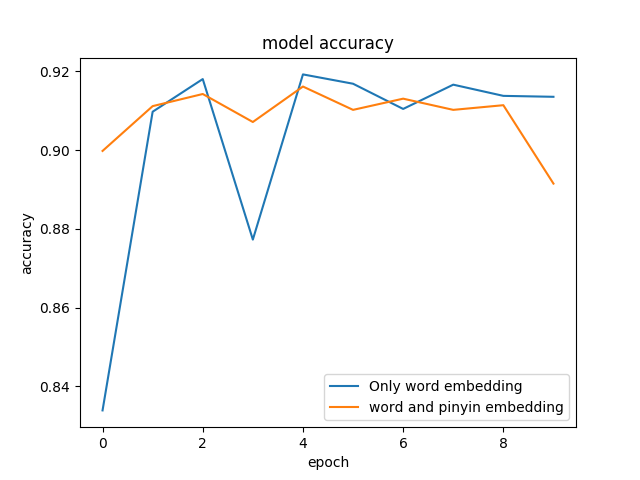 model accuracy
accuracy
0.92
0.90
0.88
0.86
0.84
0 2 4 6 8
epoch
Only word embedding
word and pinyin embedding